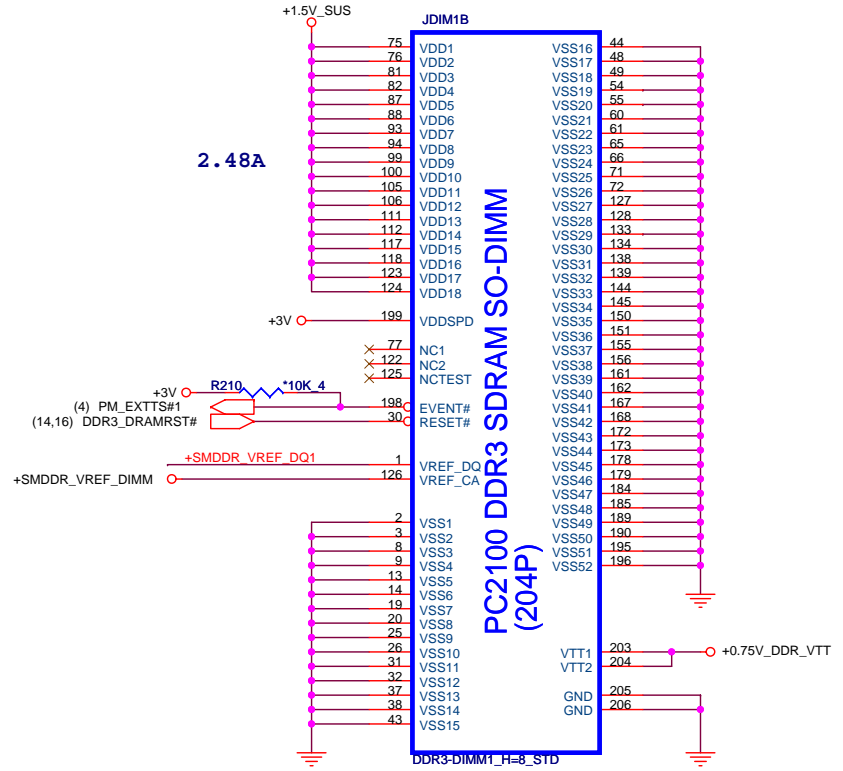 +1.5V_SUS
JDIM1B
2.48A
75 VDD1
76 VDD2
81 VDD3
82 VDD4
87 VDD5
88 VDD6
93 VDD7
94 VDD8
99 VDD9
100 VDD10
105 VDD11
106 VDD12
111 VDD13
112 VDD14
117 VDD15
118 VDD16
123 VDD17
124 VDD18
+3V 199 VDDSPD
77 NC1
122 NC2
125 NCTEST
+3V R210 *10K_4
(4) PM_EXTTS#1 198 EVENT#
(14,16) DDR3_DRAMRST# 30 RESET#
+SMDDR_VREF_DQ1 1 VREF_DQ
+SMDDR_VREF_DIMM 126 VREF_CA
2 VSS1
3 VSS2
8 VSS3
9 VSS4
13 VSS5
14 VSS6
19 VSS7
20 VSS8
25 VSS9
26 VSS10
31 VSS11
32 VSS12
37 VSS13
38 VSS14
43 VSS15
PC2100 DDR3 SDRAM SO-DIMM
(204P)
VSS16 44
VSS17 48
VSS18 49
VSS19 54
VSS20 55
VSS21 60
VSS22 61
VSS23 65
VSS24 66
VSS25 71
VSS26 72
VSS27 127
VSS28 128
VSS29 133
VSS30 134
VSS31 138
VSS32 139
VSS33 144
VSS34 145
VSS35 150
VSS36 151
VSS37 155
VSS38 156
VSS39 161
VSS40 162
VSS41 167
VSS42 168
VSS43 172
VSS44 173
VSS45 178
VSS46 179
VSS47 184
VSS48 185
VSS49 189
VSS50 190
VSS51 195
VSS52 196
VTT1 203 +0.75V_DDR_VTT
VTT2 204
GND 205
GND 206
DDR3-DIMM1_H=8_STD